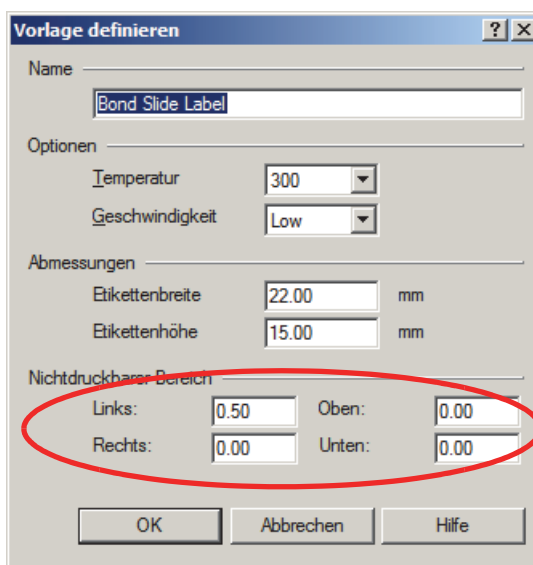 Vorlage definieren
Name
Bond Slide Label
Optionen
Temperatur 300
Geschwindigkeit Low
Abmessungen
Etikettenbreite 22.00 mm
Etikettenhöhe 15.00 mm
Nichtdruckbarer Bereich
Links: 0.50 Oben: 0.00
Rechts: 0.00 Unten: 0.00
OK Abbrechen Hilfe